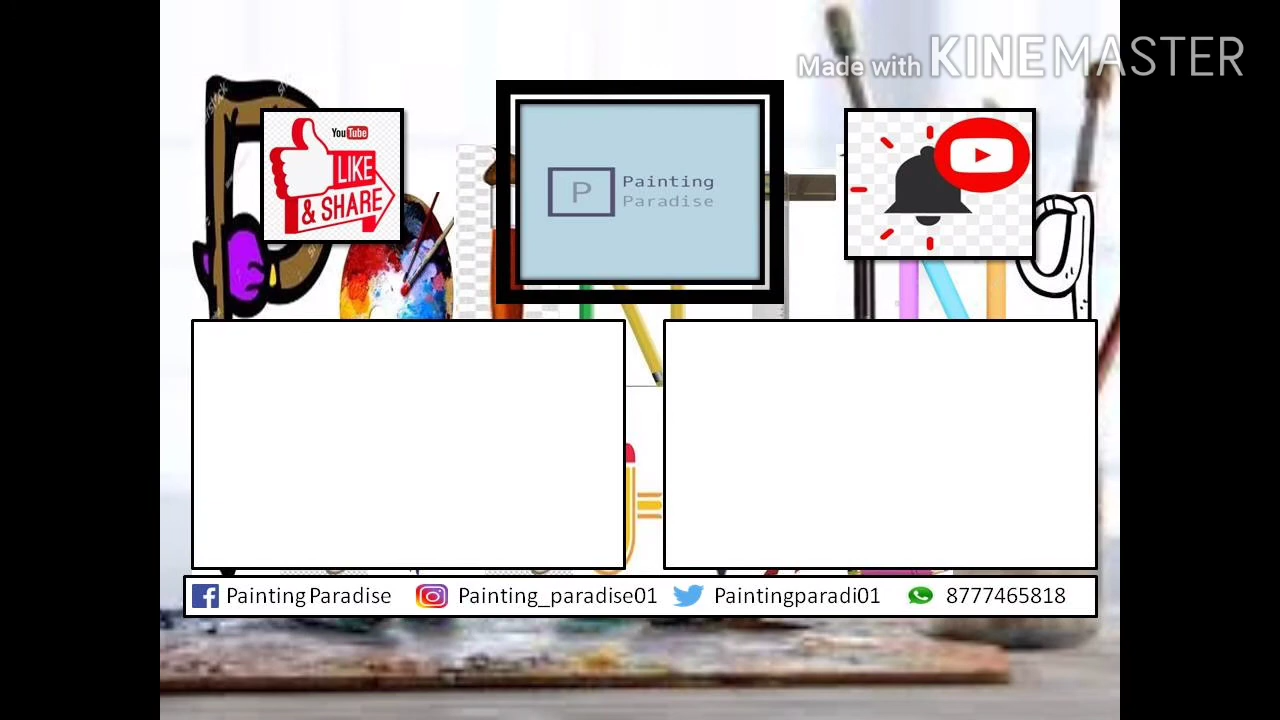 Made with KINEMASTER
YouTube
LIKE
& SHARE
P
Painting
Paradise
Painting Paradise
Painting_paradise01
Paintingparadi01
8777465818